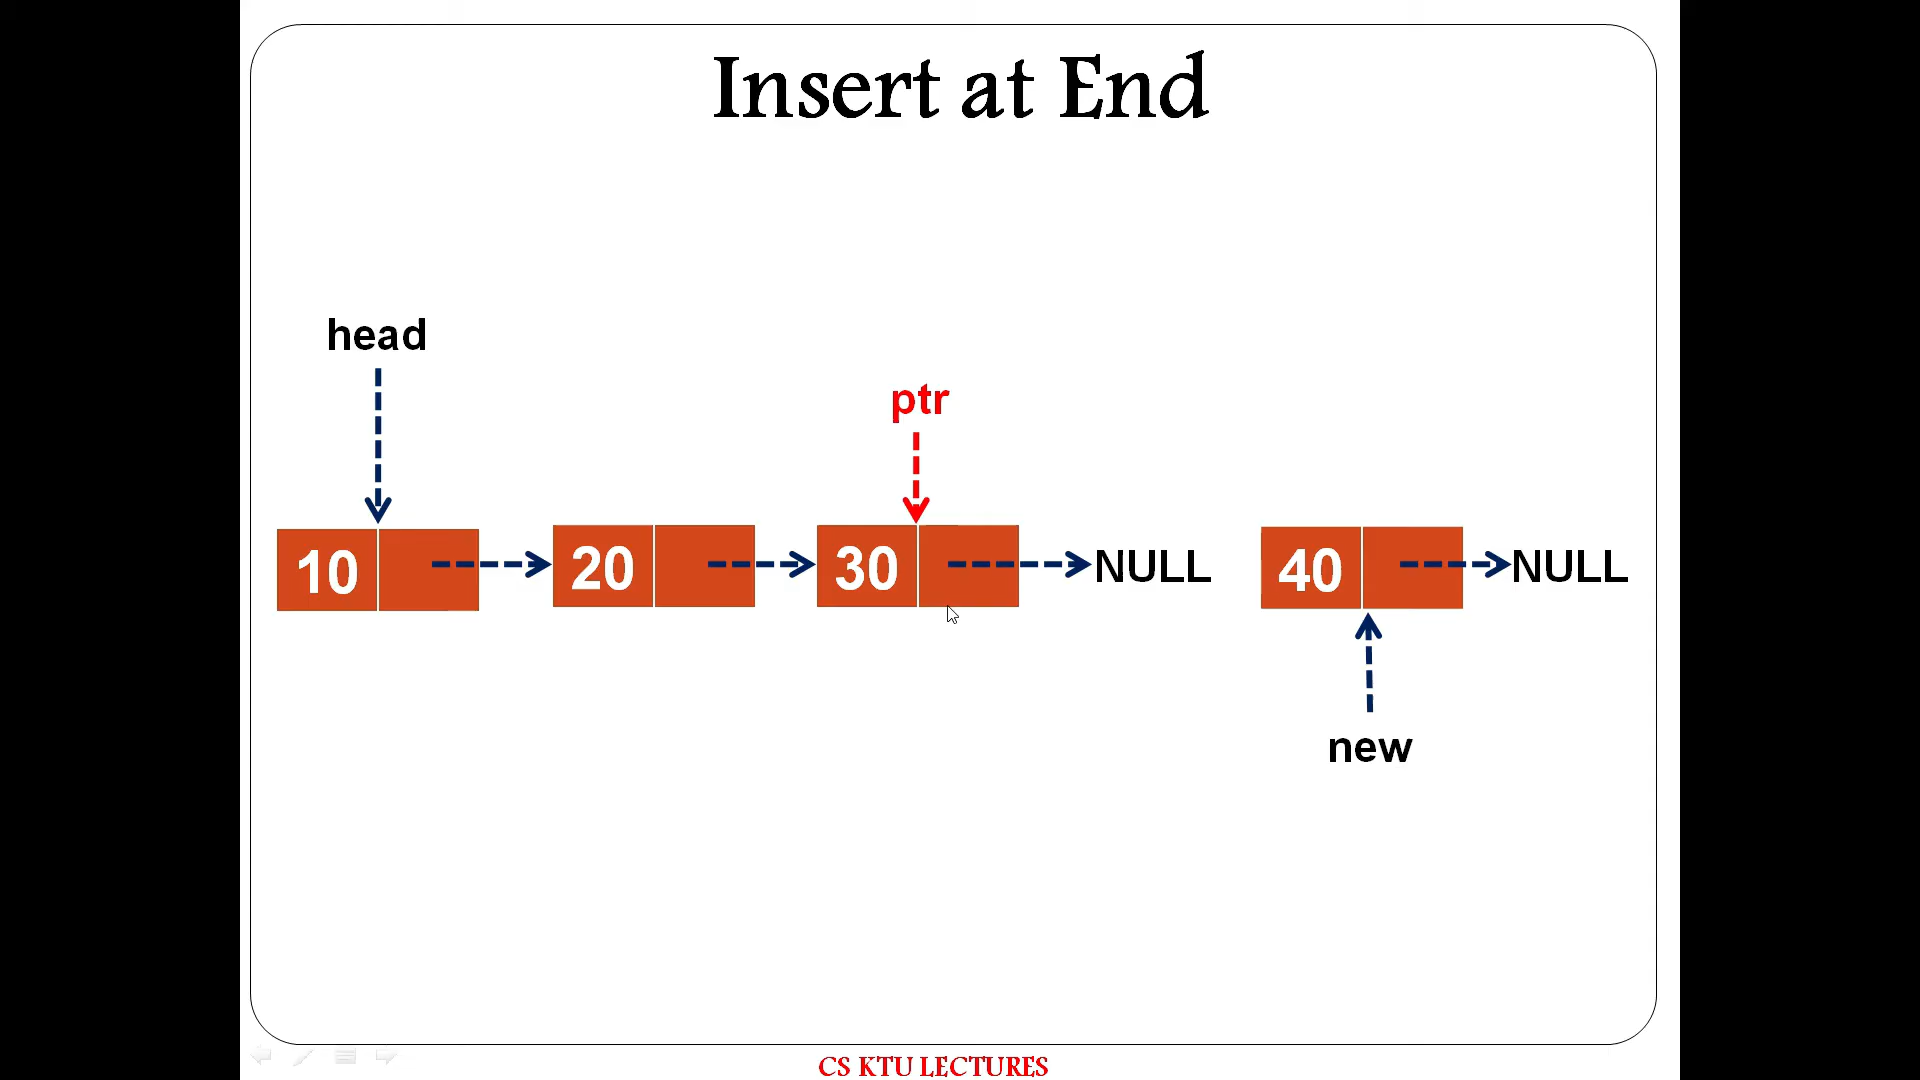 Insert at End
head
ptr
10 20 30 NULL 40 NULL
new
CS KTU LECTURES